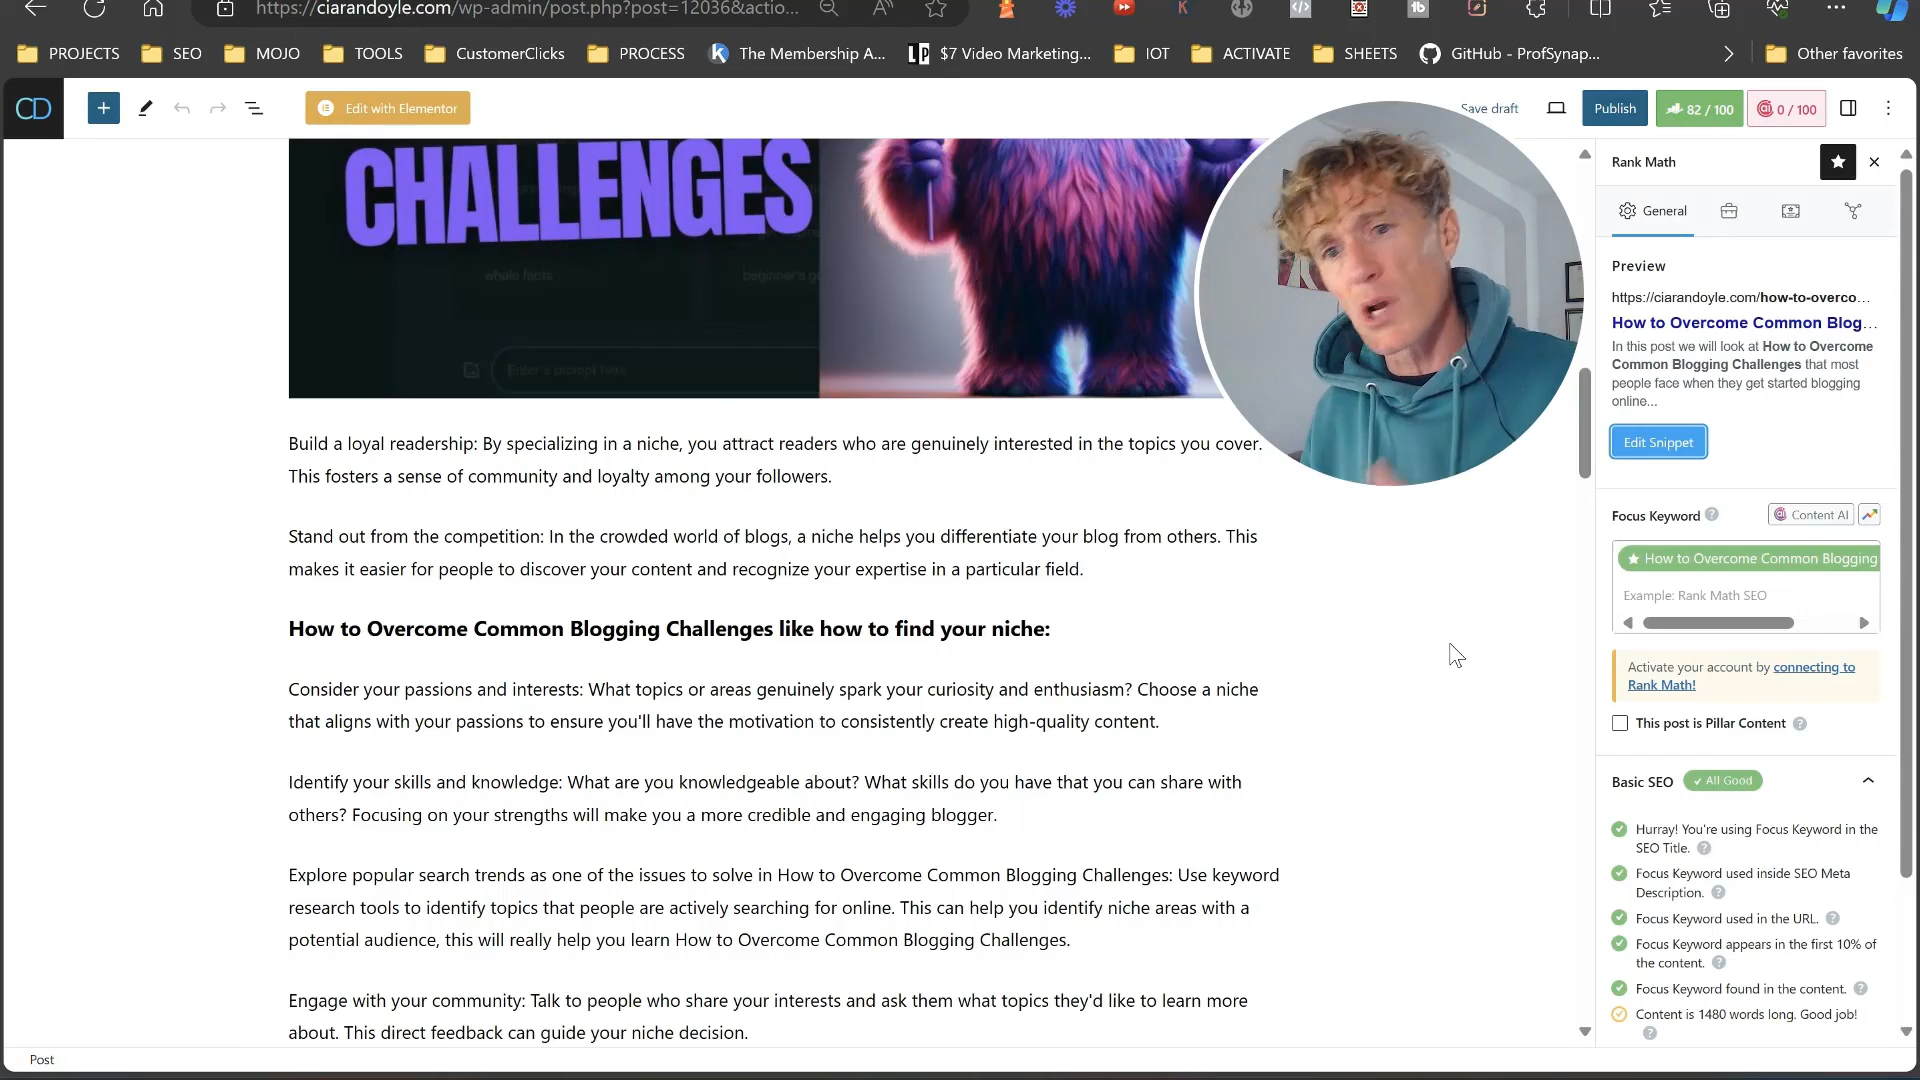 https://ciarandoyle.com/wp-admin/post.php?post=12036&actio...
PROJECTS SEO MOJO TOOLS CustomerClicks PROCESS The Membership A... $7 Video Marketing... IOT ACTIVATE SHEETS GitHub - ProfSynap... Other favorites
CD
Edit with Elementor
Save draft
Publish
82 / 100
0 / 100
CHALLENGES
whale facts
beginner's g
Enter a prompt here
Build a loyal readership: By specializing in a niche, you attract readers who are genuinely interested in the topics you cover.
This fosters a sense of community and loyalty among your followers.
Stand out from the competition: In the crowded world of blogs, a niche helps you differentiate your blog from others. This
makes it easier for people to discover your content and recognize your expertise in a particular field.
How to Overcome Common Blogging Challenges like how to find your niche:
Consider your passions and interests: What topics or areas genuinely spark your curiosity and enthusiasm? Choose a niche
that aligns with your passions to ensure you'll have the motivation to consistently create high-quality content.
Identify your skills and knowledge: What are you knowledgeable about? What skills do you have that you can share with
others? Focusing on your strengths will make you a more credible and engaging blogger.
Explore popular search trends as one of the issues to solve in How to Overcome Common Blogging Challenges: Use keyword
research tools to identify topics that people are actively searching for online. This can help you identify niche areas with a
potential audience, this will really help you learn How to Overcome Common Blogging Challenges.
Engage with your community: Talk to people who share your interests and ask them what topics they'd like to learn more
about. This direct feedback can guide your niche decision.
Post
Rank Math
General
Preview
https://ciarandoyle.com/how-to-overco...
How to Overcome Common Blog...
In this post we will look at How to Overcome
Common Blogging Challenges that most
people face when they get started blogging
online...
Edit Snippet
Focus Keyword
Content AI
How to Overcome Common Blogging
Example: Rank Math SEO
Activate your account by connecting to
Rank Math!
This post is Pillar Content
Basic SEO
All Good
Hurray! You're using Focus Keyword in the
SEO Title.
Focus Keyword used inside SEO Meta
Description.
Focus Keyword used in the URL.
Focus Keyword appears in the first 10% of
the content.
Focus Keyword found in the content.
Content is 1480 words long. Good job!